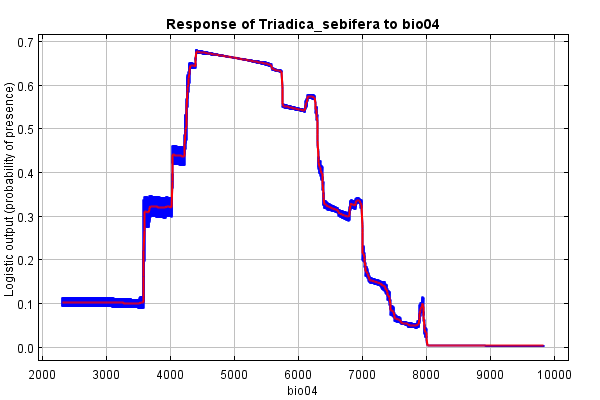 Response of Triadica_sebifera to bio04
Logistic output (probability of presence)
0.7
0.6
0.5
0.4
0.3
0.2
0.1
0.0
2000 3000 4000 5000 6000 7000 8000 9000 10000
bio04